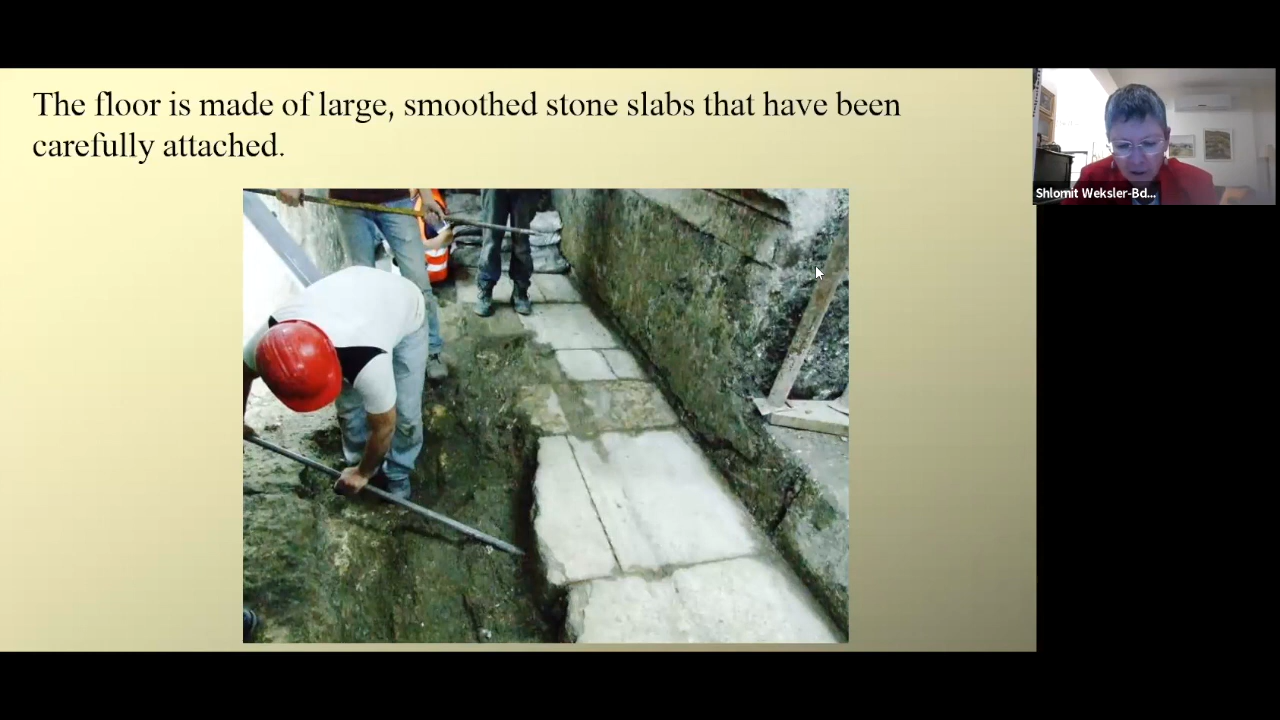 The floor is made of large, smoothed stone slabs that have been
carefully attached.
Shlomit Weksler-Bd...